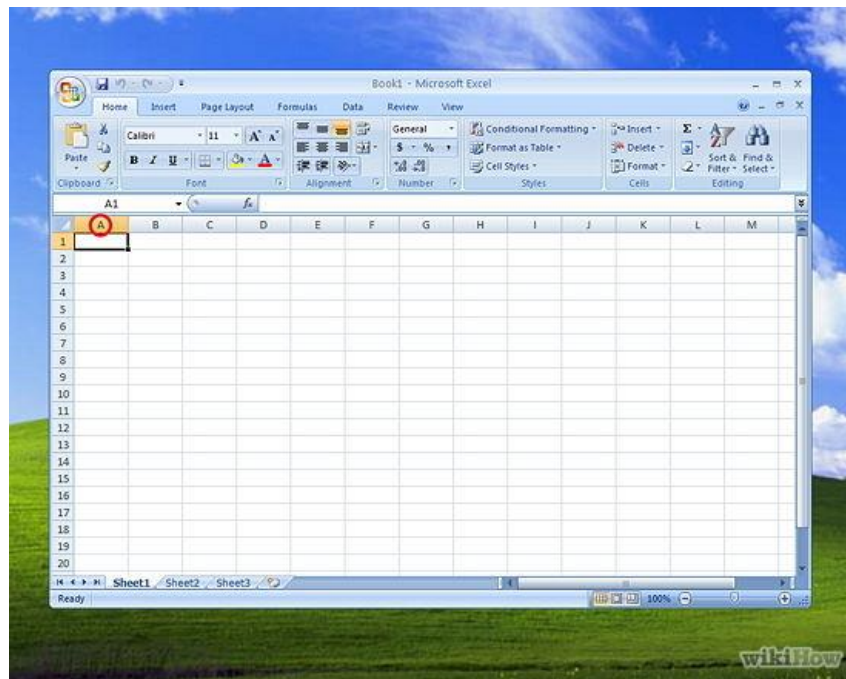 Book1 - Microsoft Excel
Home Insert Page Layout Formulas Data Review View
Paste
Calibri 11 A A
General
Conditional Formatting
Insert
Σ
B I U A
$ % ,
Format as Table
Delete
Sort & Filter
Find & Select
Cell Styles
Format
Clipboard Font Alignment Number Styles Cells Editing
A1 fx
A B C D E F G H I J K L M
1
2
3
4
5
6
7
8
9
10
11
12
13
14
15
16
17
18
19
20
Sheet1 Sheet2 Sheet3
Ready 100%
wikiHow